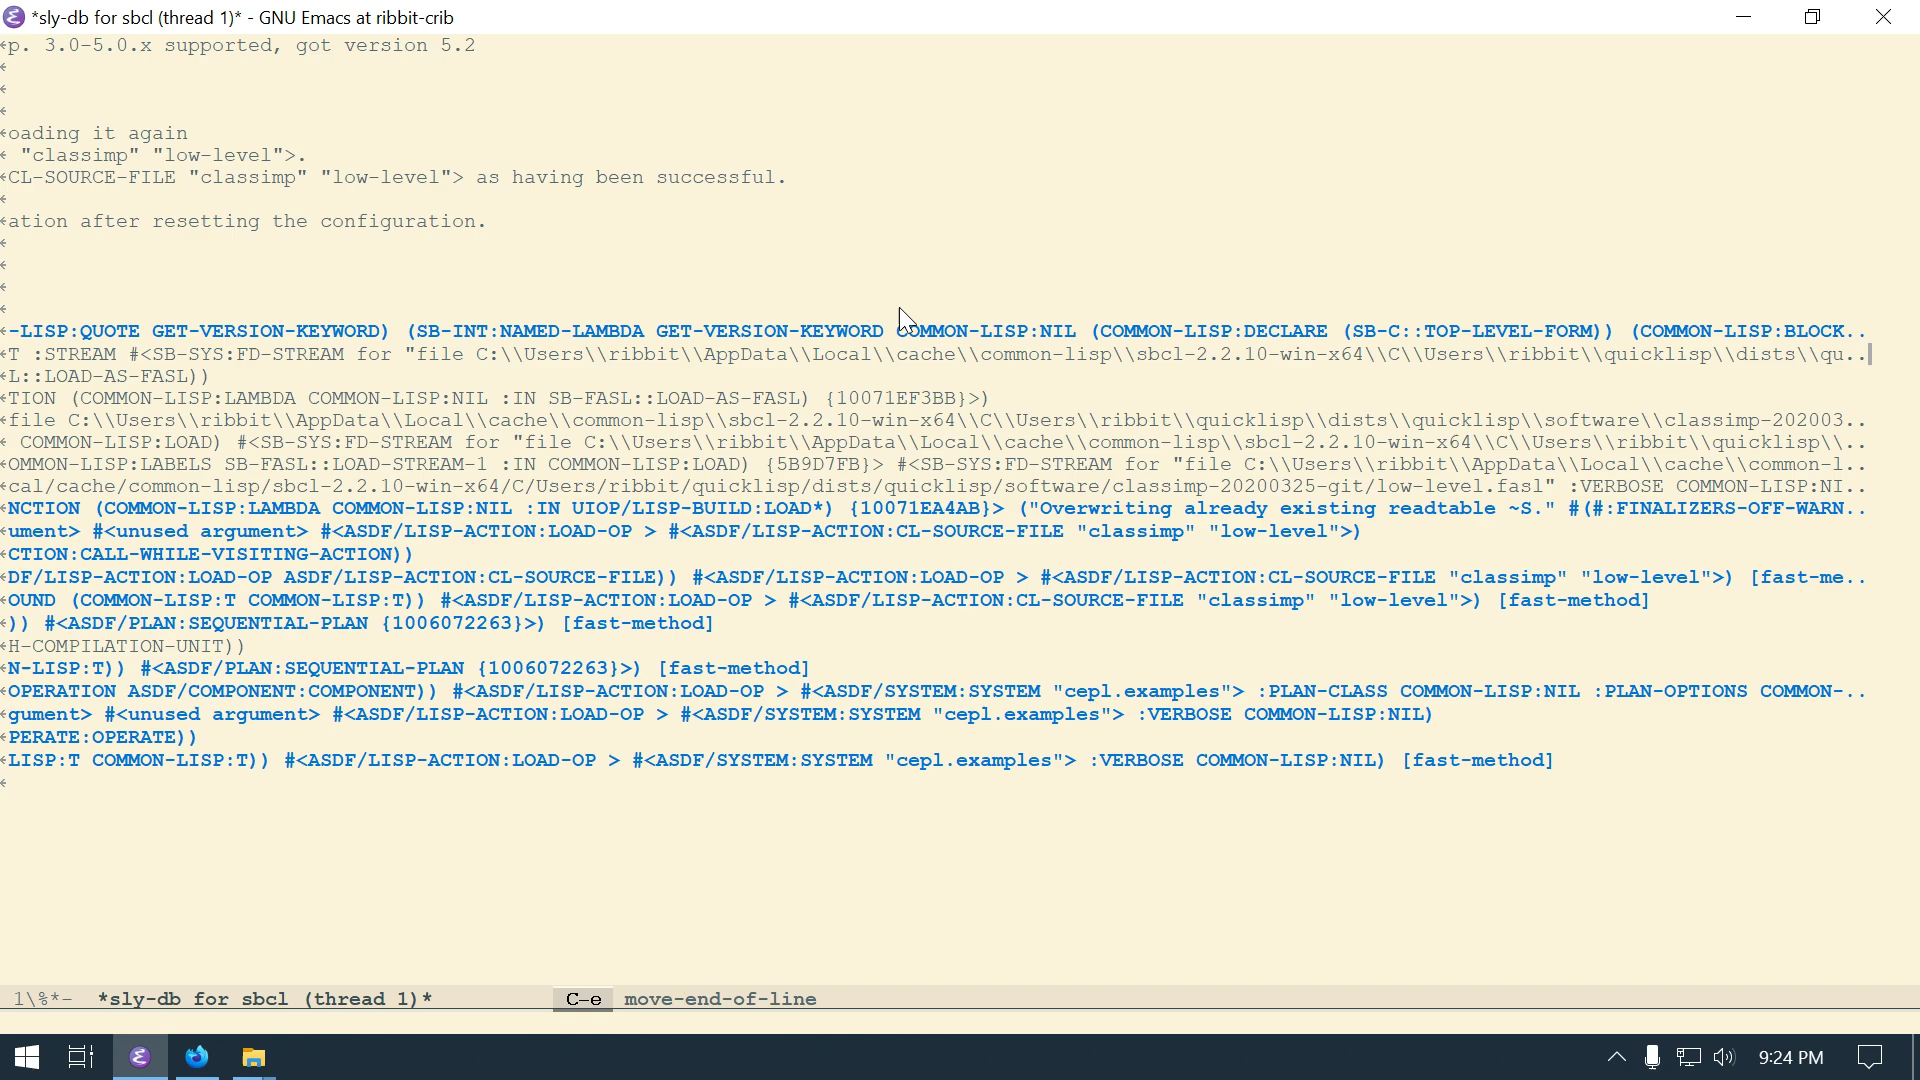 *sly-db for sbcl (thread 1)* - GNU Emacs at ribbit-crib
p. 3.0-5.0.x supported, got version 5.2
oading it again
 "classimp" "low-level">.
CL-SOURCE-FILE "classimp" "low-level"> as having been successful.
ation after resetting the configuration.
-LISP:QUOTE GET-VERSION-KEYWORD) (SB-INT:NAMED-LAMBDA GET-VERSION-KEYWORD COMMON-LISP:NIL (COMMON-LISP:DECLARE (SB-C::TOP-LEVEL-FORM)) (COMMON-LISP:BLOCK..
T :STREAM #<SB-SYS:FD-STREAM for "file C:\\Users\\ribbit\\AppData\\Local\\cache\\common-lisp\\sbcl-2.2.10-win-x64\\C\\Users\\ribbit\\quicklisp\\dists\\qu..
L::LOAD-AS-FASL))
TION (COMMON-LISP:LAMBDA COMMON-LISP:NIL :IN SB-FASL::LOAD-AS-FASL) {10071EF3BB}>)
file C:\\Users\\ribbit\\AppData\\Local\\cache\\common-lisp\\sbcl-2.2.10-win-x64\\C\\Users\\ribbit\\quicklisp\\dists\\quicklisp\\software\\classimp-202003..
 COMMON-LISP:LOAD) #<SB-SYS:FD-STREAM for "file C:\\Users\\ribbit\\AppData\\Local\\cache\\common-lisp\\sbcl-2.2.10-win-x64\\C\\Users\\ribbit\\quicklisp\\..
OMMON-LISP:LABELS SB-FASL::LOAD-STREAM-1 :IN COMMON-LISP:LOAD) {5B9D7FB}> #<SB-SYS:FD-STREAM for "file C:\\Users\\ribbit\\AppData\\Local\\cache\\common-l..
cal/cache/common-lisp/sbcl-2.2.10-win-x64/C/Users/ribbit/quicklisp/dists/quicklisp/software/classimp-20200325-git/low-level.fasl" :VERBOSE COMMON-LISP:NI..
NCTION (COMMON-LISP:LAMBDA COMMON-LISP:NIL :IN UIOP/LISP-BUILD:LOAD*) {10071EA4AB}> ("Overwriting already existing readtable ~S." #(#:FINALIZERS-OFF-WARN..
ument> #<unused argument> #<ASDF/LISP-ACTION:LOAD-OP > #<ASDF/LISP-ACTION:CL-SOURCE-FILE "classimp" "low-level">)
CTION:CALL-WHILE-VISITING-ACTION))
DF/LISP-ACTION:LOAD-OP ASDF/LISP-ACTION:CL-SOURCE-FILE)) #<ASDF/LISP-ACTION:LOAD-OP > #<ASDF/LISP-ACTION:CL-SOURCE-FILE "classimp" "low-level">) [fast-me..
OUND (COMMON-LISP:T COMMON-LISP:T)) #<ASDF/LISP-ACTION:LOAD-OP > #<ASDF/LISP-ACTION:CL-SOURCE-FILE "classimp" "low-level">) [fast-method]
)) #<ASDF/PLAN:SEQUENTIAL-PLAN {1006072263}>) [fast-method]
H-COMPILATION-UNIT))
N-LISP:T)) #<ASDF/PLAN:SEQUENTIAL-PLAN {1006072263}>) [fast-method]
OPERATION ASDF/COMPONENT:COMPONENT)) #<ASDF/LISP-ACTION:LOAD-OP > #<ASDF/SYSTEM:SYSTEM "cepl.examples"> :PLAN-CLASS COMMON-LISP:NIL :PLAN-OPTIONS COMMON-..
gument> #<unused argument> #<ASDF/LISP-ACTION:LOAD-OP > #<ASDF/SYSTEM:SYSTEM "cepl.examples"> :VERBOSE COMMON-LISP:NIL)
PERATE:OPERATE))
LISP:T COMMON-LISP:T)) #<ASDF/LISP-ACTION:LOAD-OP > #<ASDF/SYSTEM:SYSTEM "cepl.examples"> :VERBOSE COMMON-LISP:NIL) [fast-method]
1\%*- *sly-db for sbcl (thread 1)* C-e move-end-of-line
9:24 PM